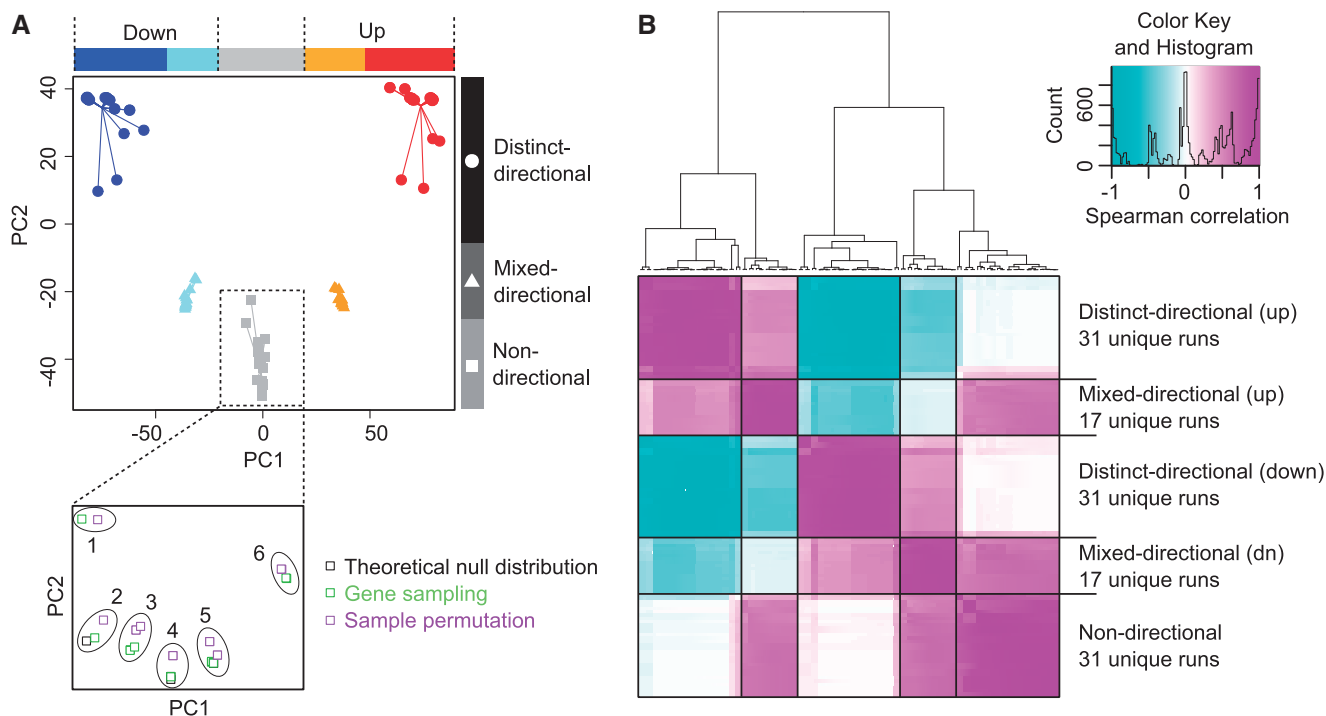 A
Down
Up
40
20
0
-20
-40
PC2
-50
0
50
PC1
Distinct-
directional
Mixed-
directional
Non-
directional
1
2
3
4
5
6
PC2
PC1
Theoretical null distribution
Gene sampling
Sample permutation
B
Color Key
and Histogram
Count
600
0
-1
0
1
Spearman correlation
Distinct-directional (up)
31 unique runs
Mixed-directional (up)
17 unique runs
Distinct-directional (down)
31 unique runs
Mixed-directional (dn)
17 unique runs
Non-directional
31 unique runs